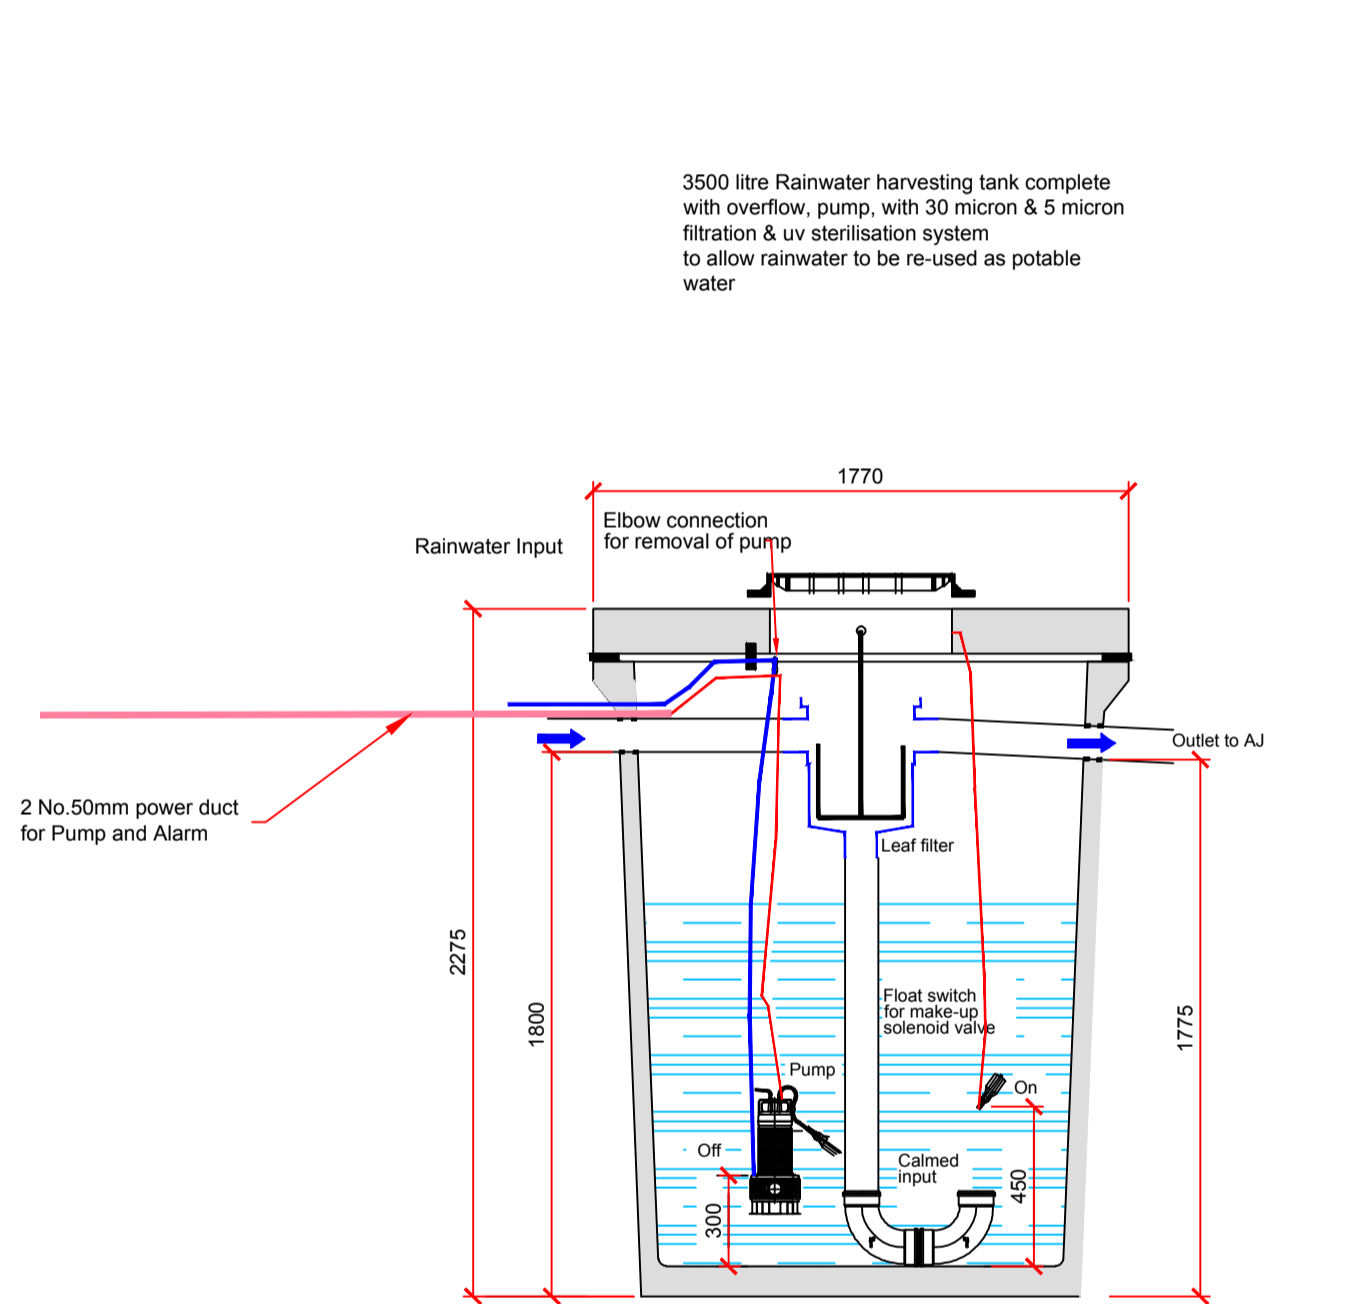 3500 litre Rainwater harvesting tank complete
with overflow, pump, with 30 micron & 5 micron
filtration & uv sterilisation system
to allow rainwater to be re-used as potable
water
1770
Elbow connection
for removal of pump
Rainwater Input
Outlet to AJ
2 No.50mm power duct
for Pump and Alarm
Leaf filter
2275
1800
Float switch
for make-up
solenoid valve
1775
Pump
On
Off
Calmed
input
450
300